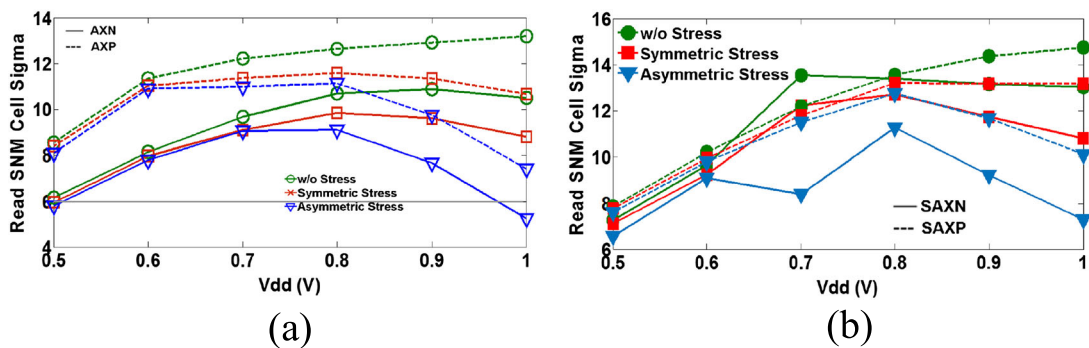 14
12
10
8
6
4
Read SNM Cell Sigma
AXN
AXP
w/o Stress
Symmetric Stress
Asymmetric Stress
0.5 0.6 0.7 0.8 0.9 1
Vdd (V)
(a)
16
14
12
10
8
6
Read SNM Cell Sigma
w/o Stress
Symmetric Stress
Asymmetric Stress
SAXN
SAXP
0.5 0.6 0.7 0.8 0.9 1
Vdd (V)
(b)